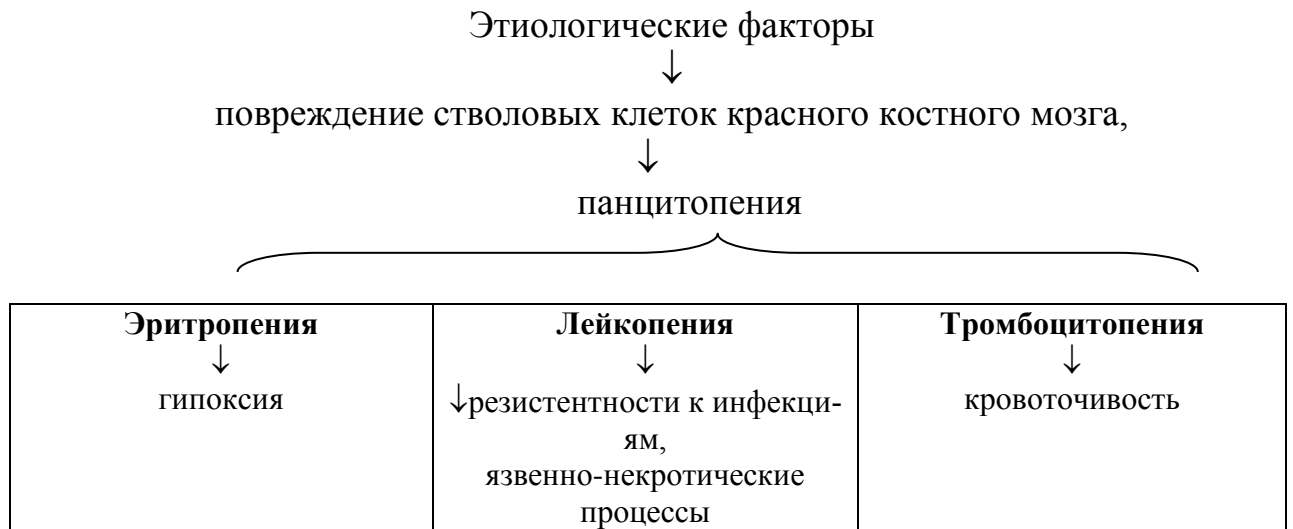 Этиологические факторы
↓
повреждение стволовых клеток красного костного мозга,
↓
панцитопения
Эритропения
↓
гипоксия
Лейкопения
↓
↓резистентности к инфекци-
ям,
язвенно-некротические
процессы
Тромбоцитопения
↓
кровоточивость